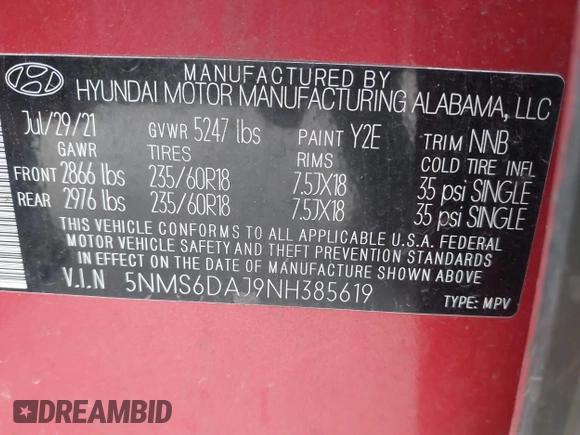 MANUFACTURED BY
HYUNDAI MOTOR MANUFACTURING ALABAMA, LLC
Jul/29/21 GVWR 5247 lbs PAINT Y2E TRIM NNB
GAWR TIRES RIMS COLD TIRE INFL
FRONT 2866 lbs 235/60R18 7.5JX18 35 psi SINGLE
REAR 2976 lbs 235/60R18 7.5JX18 35 psi SINGLE
THIS VEHICLE CONFORMS TO ALL APPLICABLE U.S.A. FEDERAL
MOTOR VEHICLE SAFETY AND THEFT PREVENTION STANDARDS
IN EFFECT ON THE DATE OF MANUFACTURE SHOWN ABOVE.
V.I.N 5NMS6DAJ9NH385619 TYPE: MPV
DREAMBID